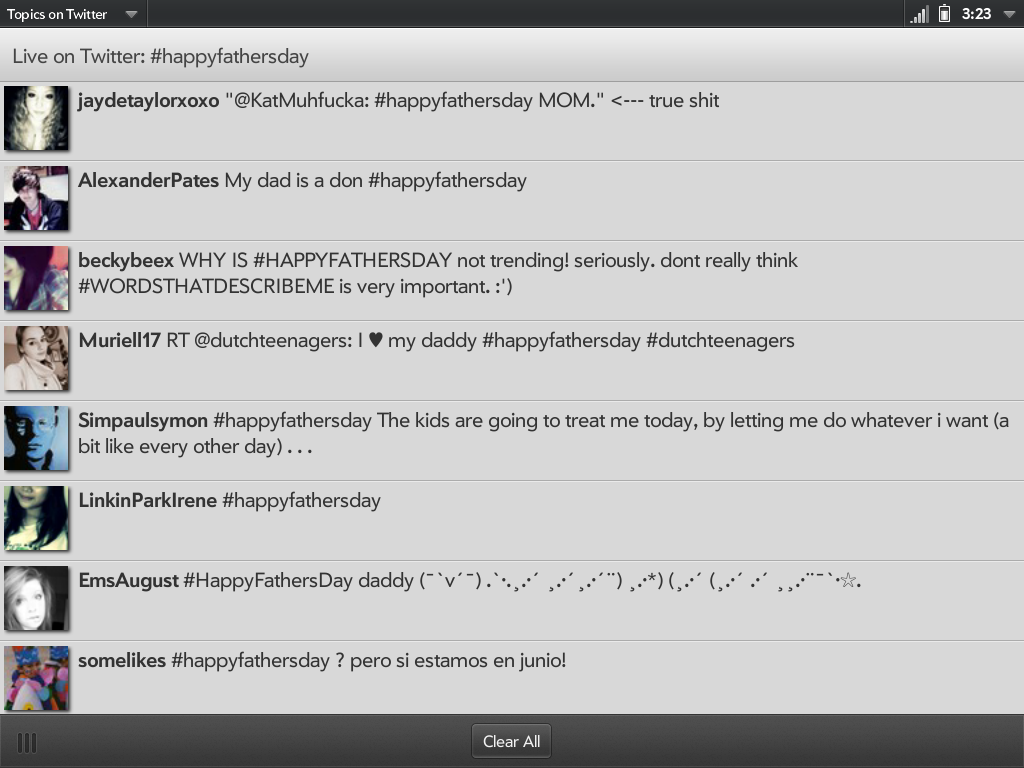 Topics on Twitter
3:23
Live on Twitter: #happyfathersday
jaydetaylorxoxo "@KatMuhfucka: #happyfathersday MOM." <--- true shit
AlexanderPates My dad is a don #happyfathersday
beckybeex WHY IS #HAPPYFATHERSDAY not trending! seriously. dont really think
#WORDSTHATDESCRIBEME is very important. :')
Muriell17 RT @dutchteenagers: I ♥ my daddy #happyfathersday #dutchteenagers
Simpaulsymon #happyfathersday The kids are going to treat me today, by letting me do whatever i want (a
bit like every other day) . . .
LinkinParkIrene #happyfathersday
EmsAugust #HappyFathersDay daddy (¯`v´¯) .`·.¸.·´ ¸.·´ ¸.·´¨) ¸.·*) (¸.·´ (¸.·´ .·´ ¸¸.·¨¯`·☆.
somelikes #happyfathersday ? pero si estamos en junio!
Clear All